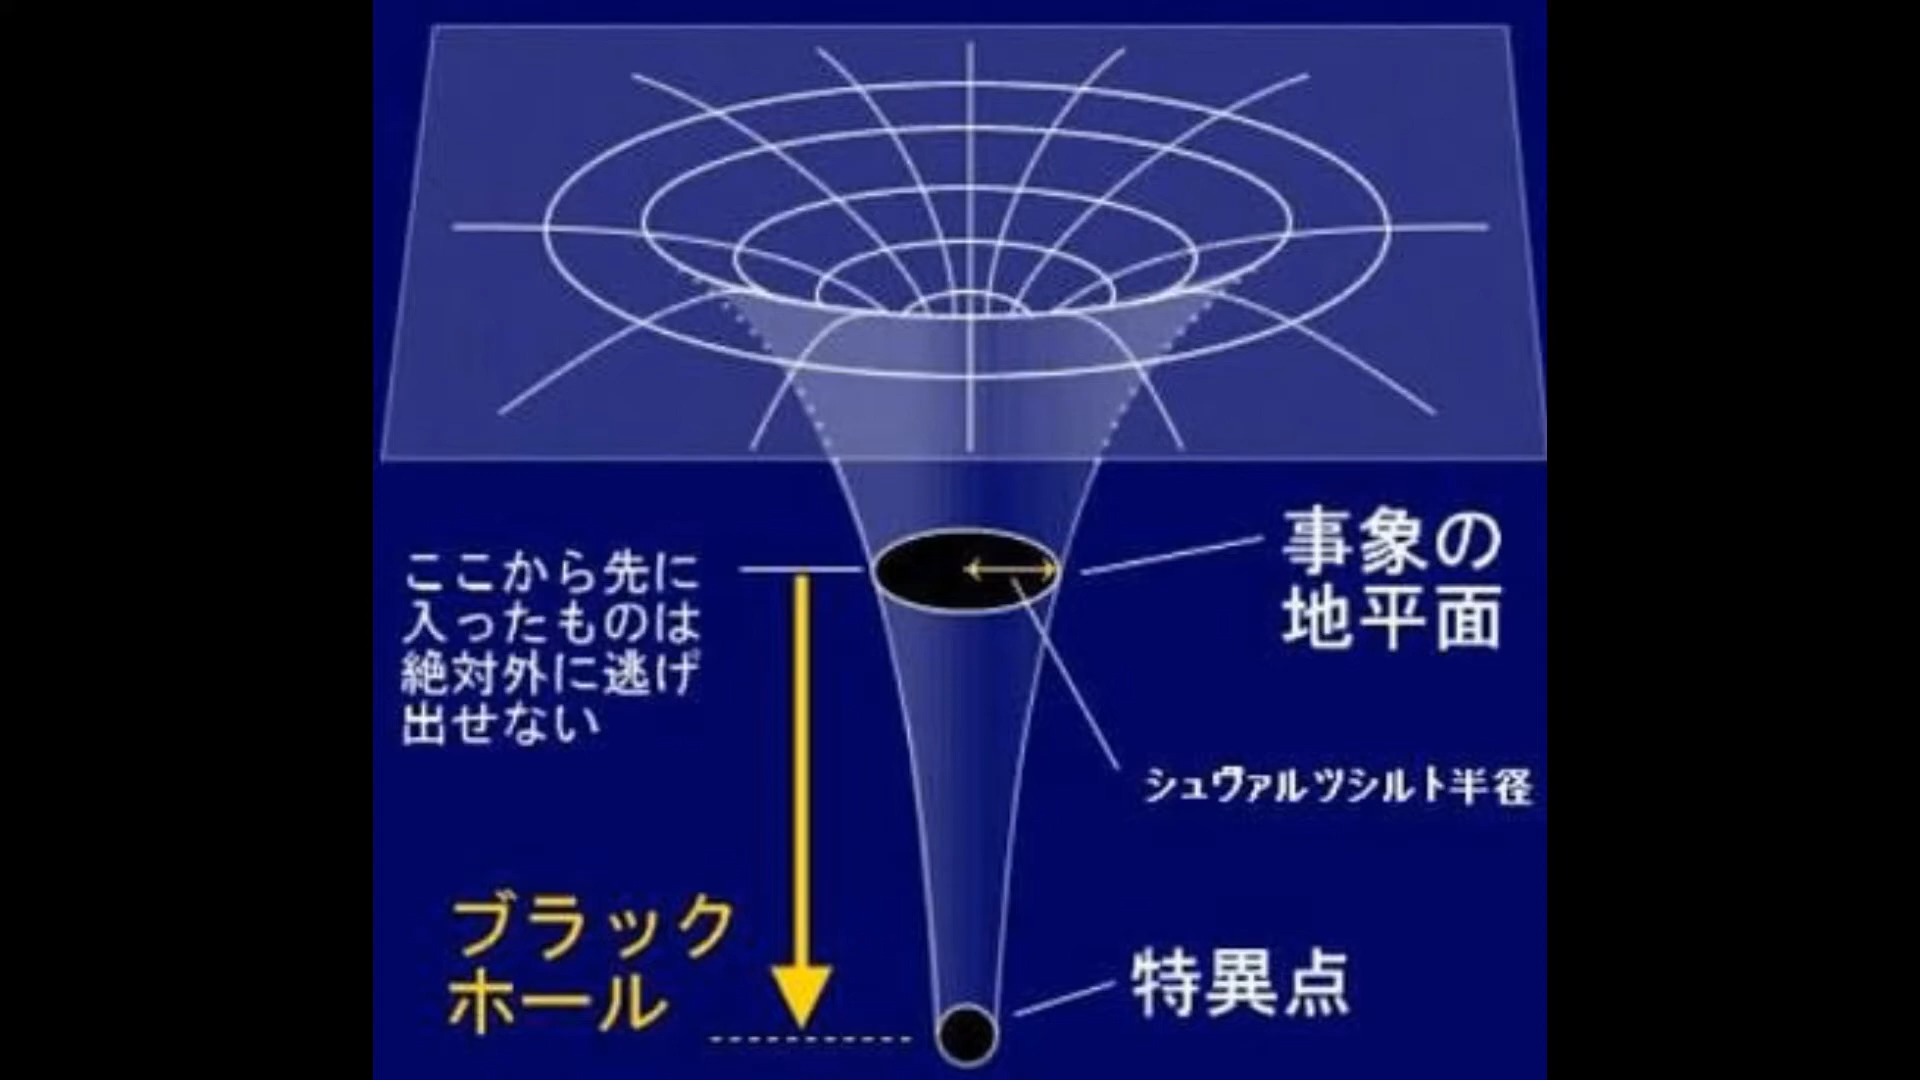 事象の
地平面
ここから先に
入ったものは
絶対外に逃げ
出せない
シュヴァルツシルト半径
ブラック
ホール
特異点